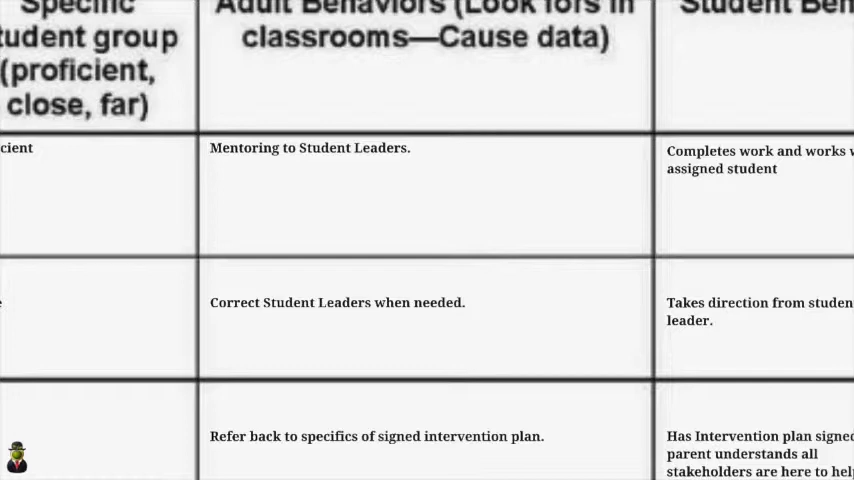 Specific
tudent group
(proficient,
close, far)
Adult Behaviors (Look fors in
classrooms—Cause data)
Student Beh
cient
Mentoring to Student Leaders.
Completes work and works w
assigned student
e
Correct Student Leaders when needed.
Takes direction from studen
leader.
Refer back to specifics of signed intervention plan.
Has Intervention plan signed
parent understands all
stakeholders are here to help